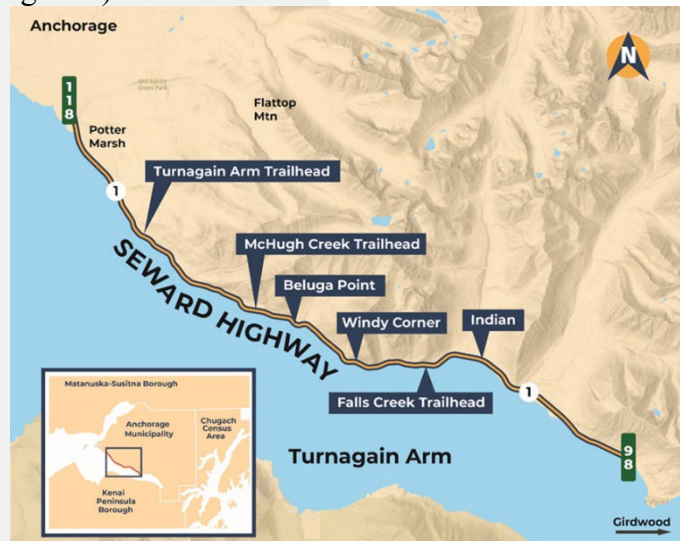 Anchorage
N
118
Flattop
Mtn
Potter
Marsh
Turnagain Arm Trailhead
1
McHugh Creek Trailhead
SEWARD HIGHWAY
Beluga Point
Windy Corner
Indian
Falls Creek Trailhead
1
Matanuska-Susitna Borough
Anchorage
Municipality
Chugach
Census
Area
Kenai
Peninsula
Borough
Turnagain Arm
98
Girdwood